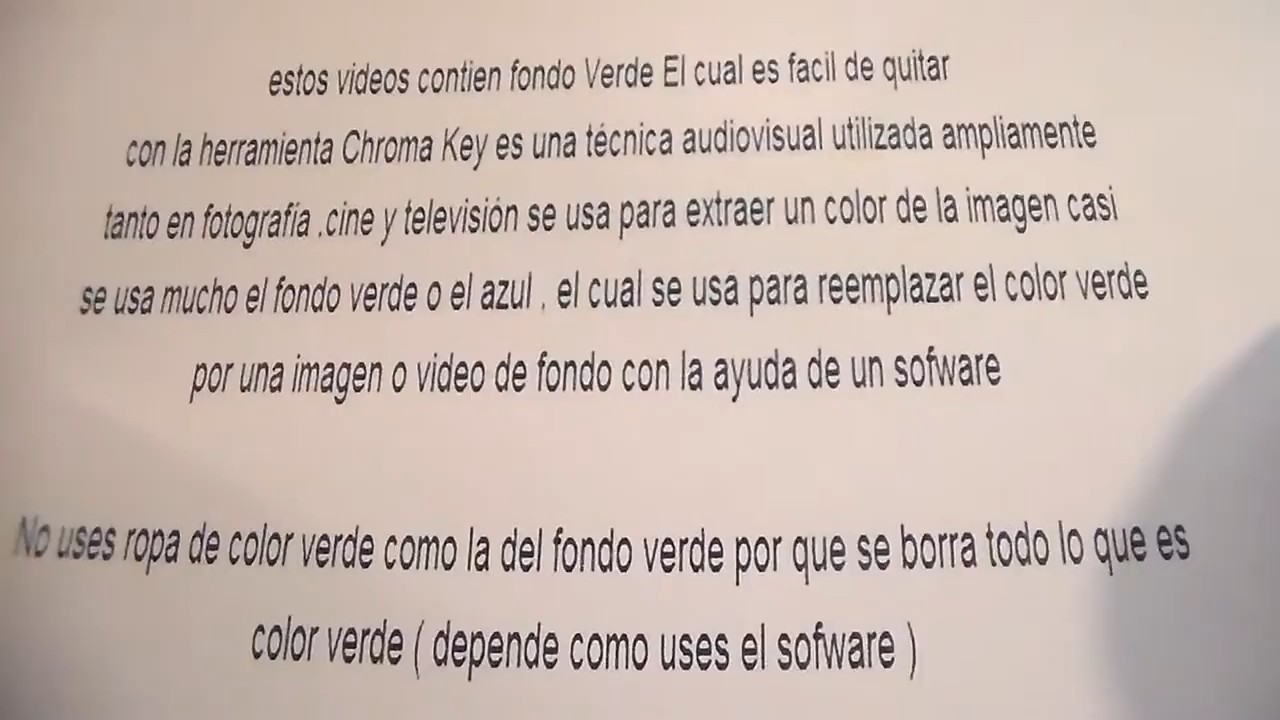 estos videos contien fondo Verde El cual es facil de quitar
con la herramienta Chroma Key es una técnica audiovisual utilizada ampliamente
tanto en fotografía .cine y televisión se usa para extraer un color de la imagen casi
se usa mucho el fondo verde o el azul . el cual se usa para reemplazar el color verde
por una imagen o video de fondo con la ayuda de un sofware
No uses ropa de color verde como la del fondo verde por que se borra todo lo que es
color verde ( depende como uses el sofware )